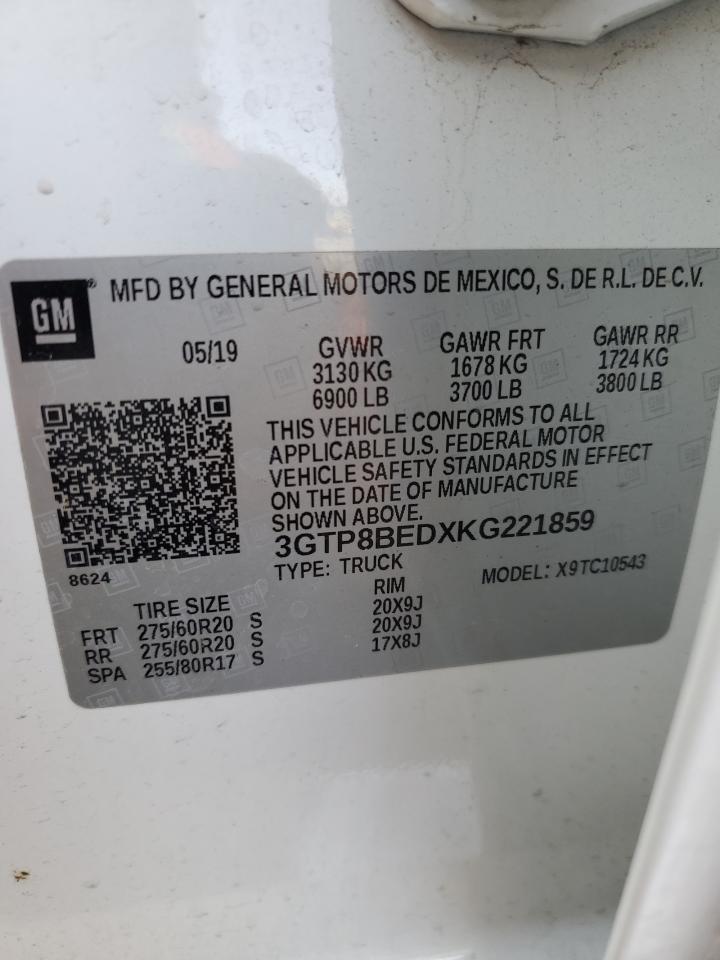 GM
® MFD BY GENERAL MOTORS DE MEXICO, S. DE R.L. DE C.V.
05/19 GVWR GAWR FRT GAWR RR
3130 KG 1678 KG 1724 KG
6900 LB 3700 LB 3800 LB
THIS VEHICLE CONFORMS TO ALL
APPLICABLE U.S. FEDERAL MOTOR
VEHICLE SAFETY STANDARDS IN EFFECT
ON THE DATE OF MANUFACTURE
SHOWN ABOVE.
3GTP8BEDXKG221859
8624
TYPE: TRUCK MODEL: X9TC10543
TIRE SIZE RIM
FRT 275/60R20 S 20X9J
RR 275/60R20 S 20X9J
SPA 255/80R17 S 17X8J